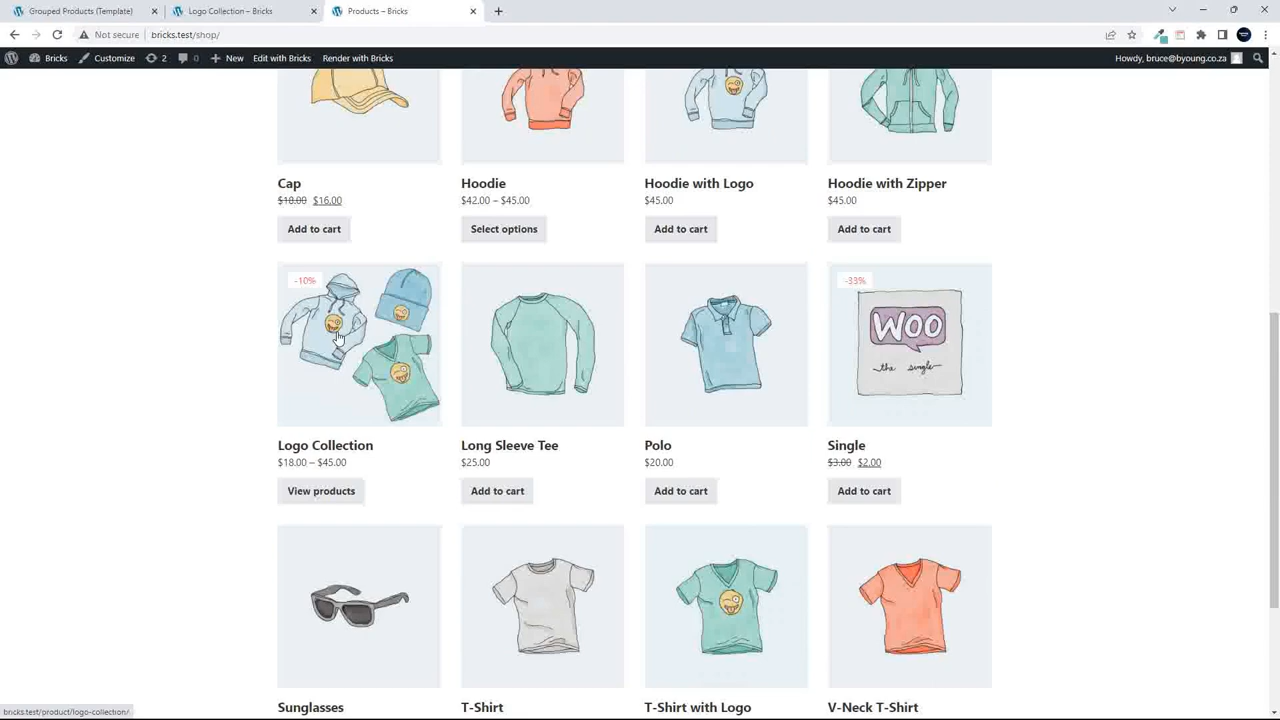 Grouped Products (Template)
Logo Collection – Bricks
Products – Bricks
Not secure
bricks.test/shop/
Bricks
Customize
2
0
New
Edit with Bricks
Render with Bricks
Howdy, bruce@byoung.co.za
Cap
Hoodie
Hoodie with Logo
Hoodie with Zipper
$18.00 $16.00
$42.00 – $45.00
$45.00
$45.00
Add to cart
Select options
Add to cart
Add to cart
-10%
-33%
WOO
the single
Logo Collection
Long Sleeve Tee
Polo
Single
$18.00 – $45.00
$25.00
$20.00
$3.00 $2.00
View products
Add to cart
Add to cart
Add to cart
Sunglasses
T-Shirt
T-Shirt with Logo
V-Neck T-Shirt
bricks.test/product/logo-collection/